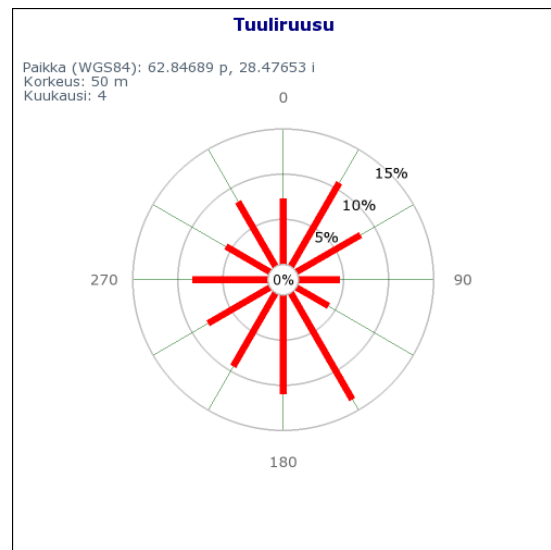 Tuuliruusu
Paikka (WGS84): 62.84689 p, 28.47653 i
Korkeus: 50 m
Kuukausi: 4
0
15%
10%
5%
270
0%
90
180